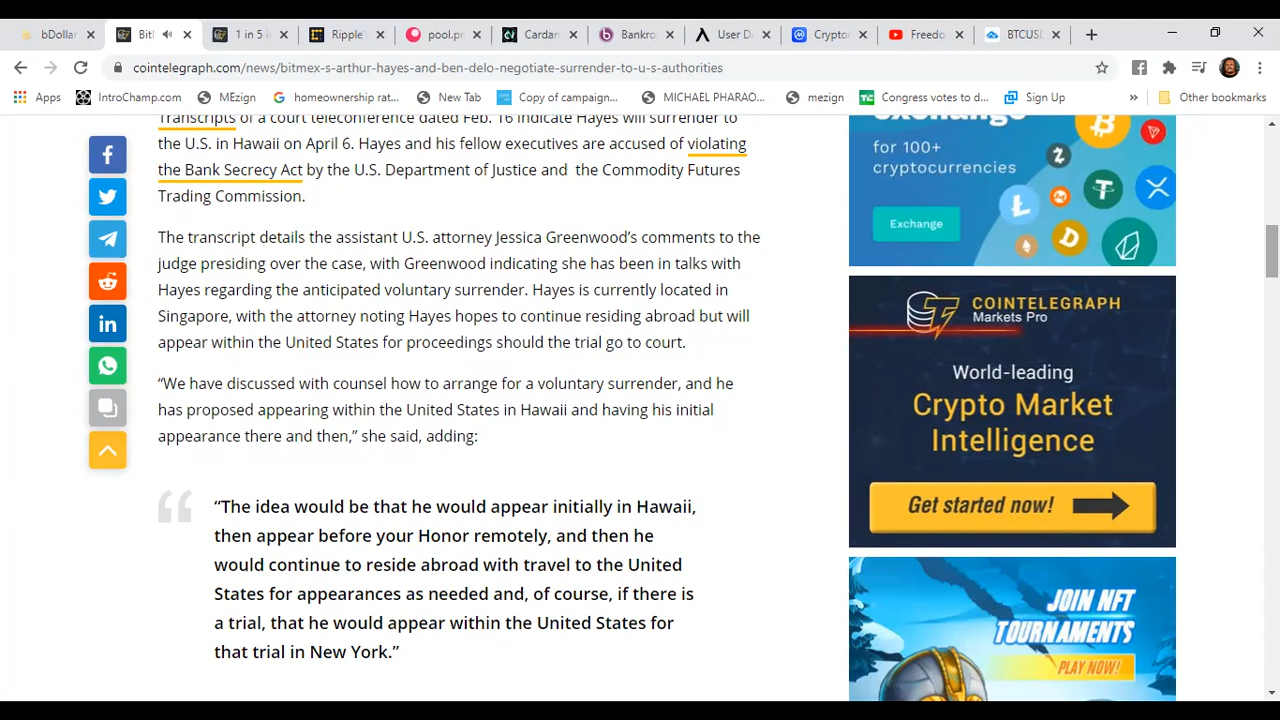 bDollar
Bit!
1 in 5 i
Ripple's
pool.pr
Cardan
Bankro
User D
Crypto
Freedo
BTCUSD
cointelegraph.com/news/bitmex-s-arthur-hayes-and-ben-delo-negotiate-surrender-to-u-s-authorities
Apps
IntroChamp.com
MEzign
homeownership rat...
New Tab
Copy of campaign...
MICHAEL PHARAO...
mezign
Congress votes to d...
Sign Up
»
Other bookmarks
Transcripts of a court teleconference dated Feb. 16 indicate Hayes will surrender to
the U.S. in Hawaii on April 6. Hayes and his fellow executives are accused of violating
the Bank Secrecy Act by the U.S. Department of Justice and the Commodity Futures
Trading Commission.
The transcript details the assistant U.S. attorney Jessica Greenwood’s comments to the
judge presiding over the case, with Greenwood indicating she has been in talks with
Hayes regarding the anticipated voluntary surrender. Hayes is currently located in
Singapore, with the attorney noting Hayes hopes to continue residing abroad but will
appear within the United States for proceedings should the trial go to court.
“We have discussed with counsel how to arrange for a voluntary surrender, and he
has proposed appearing within the United States in Hawaii and having his initial
appearance there and then,” she said, adding:
“The idea would be that he would appear initially in Hawaii,
then appear before your Honor remotely, and then he
would continue to reside abroad with travel to the United
States for appearances as needed and, of course, if there is
a trial, that he would appear within the United States for
that trial in New York.”
exchange
for 100+
cryptocurrencies
Exchange
COINTELEGRAPH
Markets Pro
World-leading
Crypto Market
Intelligence
Get started now!
JOIN NFT
TOURNAMENTS
PLAY NOW!